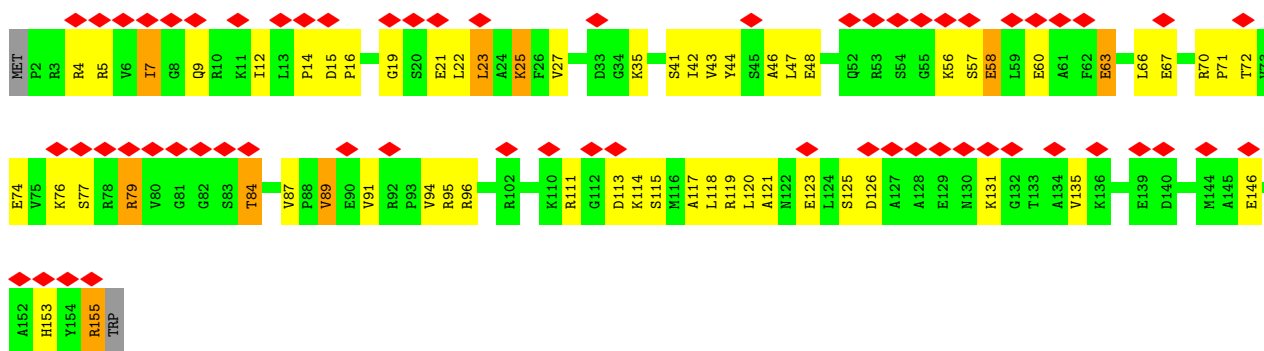 MET P2 R3 R4 R5 V6 I7 G8 Q9 R10 K11 I12 L13 P14 D15 P16 G19 S20 E21 L22 L23 A24 K25 F26 V27 D33 G34 K35 S41 I42 V43 Y44 S45 A46 L47 E48 Q52 R53 S54 G55 K56 S57 E58 L59 E60 A61 F62 E63 L66 E67 R70 P71 T72
E74 V75 K76 S77 R78 R79 V80 G81 G82 S83 T84 V87 P88 V89 E90 V91 R92 P93 V94 R95 R96 R102 K110 R111 G112 D113 K114 S115 M116 A117 L118 R119 L120 A121 N122 E123 L124 S125 D126 A127 A128 E129 N130 K131 G132 T133 A134 V135 K136 E139 D140 M144 A145 E146
A152 H153 Y154 R155 TRP